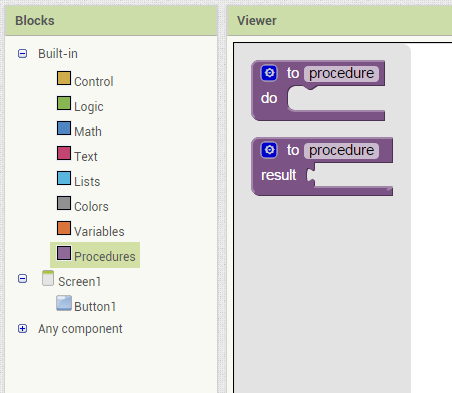 Blocks
Built-in
Control
Logic
Math
Text
Lists
Colors
Variables
Procedures
Screen1
Button1
Any component
Viewer
to procedure
do
to procedure
result